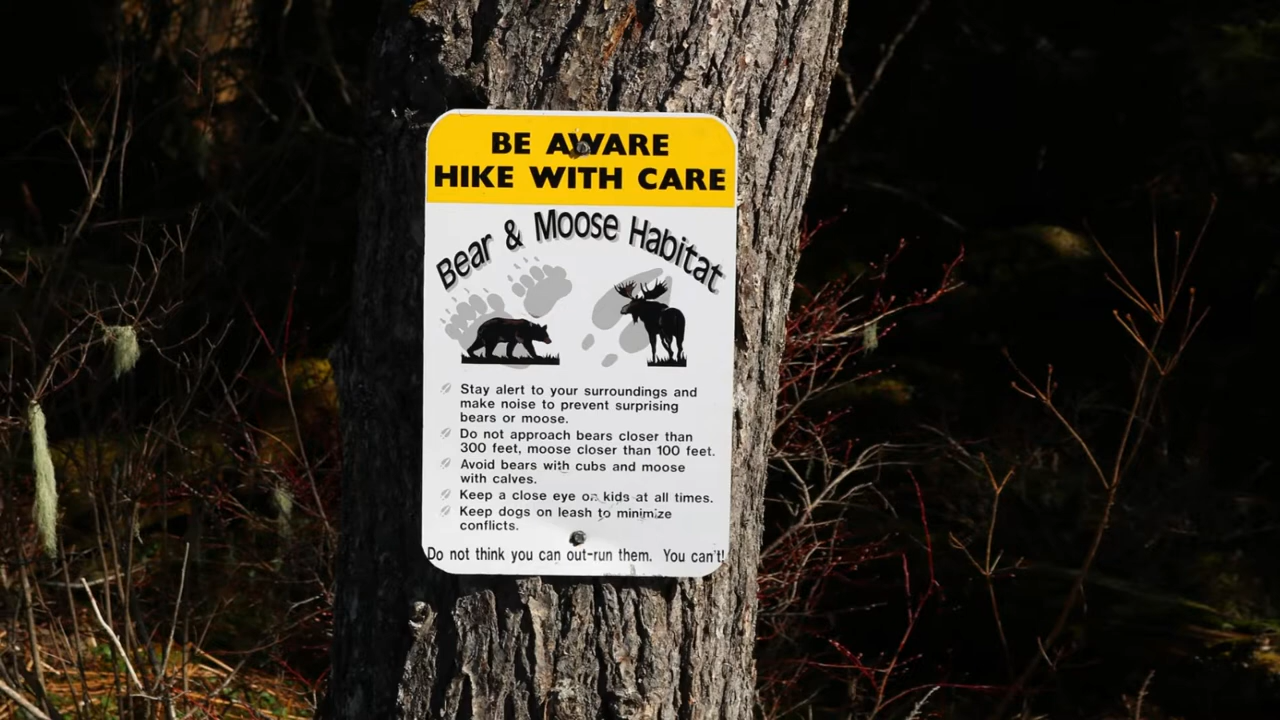 BE AWARE
HIKE WITH CARE
Bear & Moose Habitat
Stay alert to your surroundings and
make noise to prevent surprising
bears or moose.
Do not approach bears closer than
300 feet, moose closer than 100 feet.
Avoid bears with cubs and moose
with calves.
Keep a close eye on kids at all times.
Keep dogs on leash to minimize
conflicts.
Do not think you can out-run them. You can't!